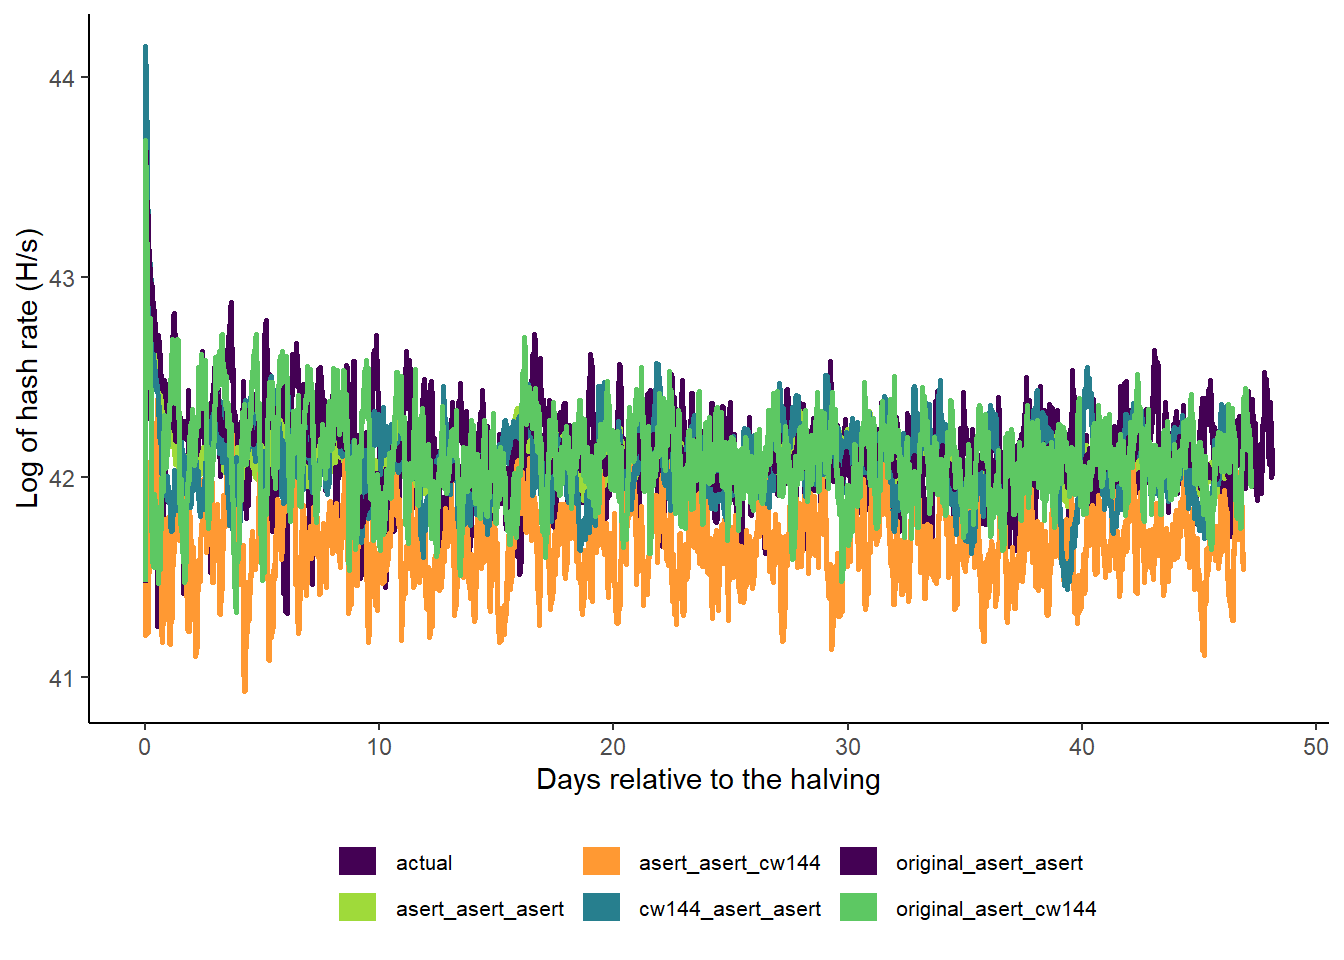 Log of hash rate (H/s)
44
43
42
41
0 10 20 30 40 50
Days relative to the halving
actual asert_asert_cw144 original_asert_asert
asert_asert_asert cw144_asert_asert original_asert_cw144